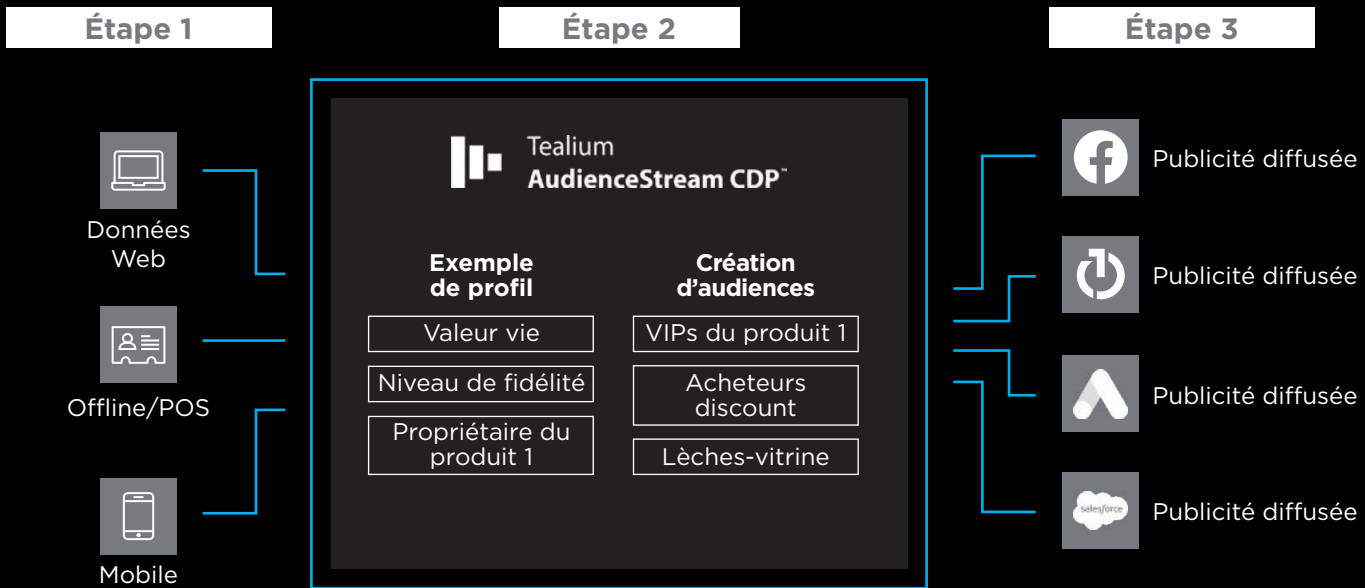 Étape 1
Étape 2
Étape 3
Données
Web
Offline/POS
Mobile
Tealium
AudienceStream CDP™
Exemple
de profil
Valeur vie
Niveau de fidélité
Propriétaire du
produit 1
Création
d'audiences
VIPs du produit 1
Acheteurs
discount
Lèches-vitrine
Publicité diffusée
Publicité diffusée
Publicité diffusée
salesforce
Publicité diffusée